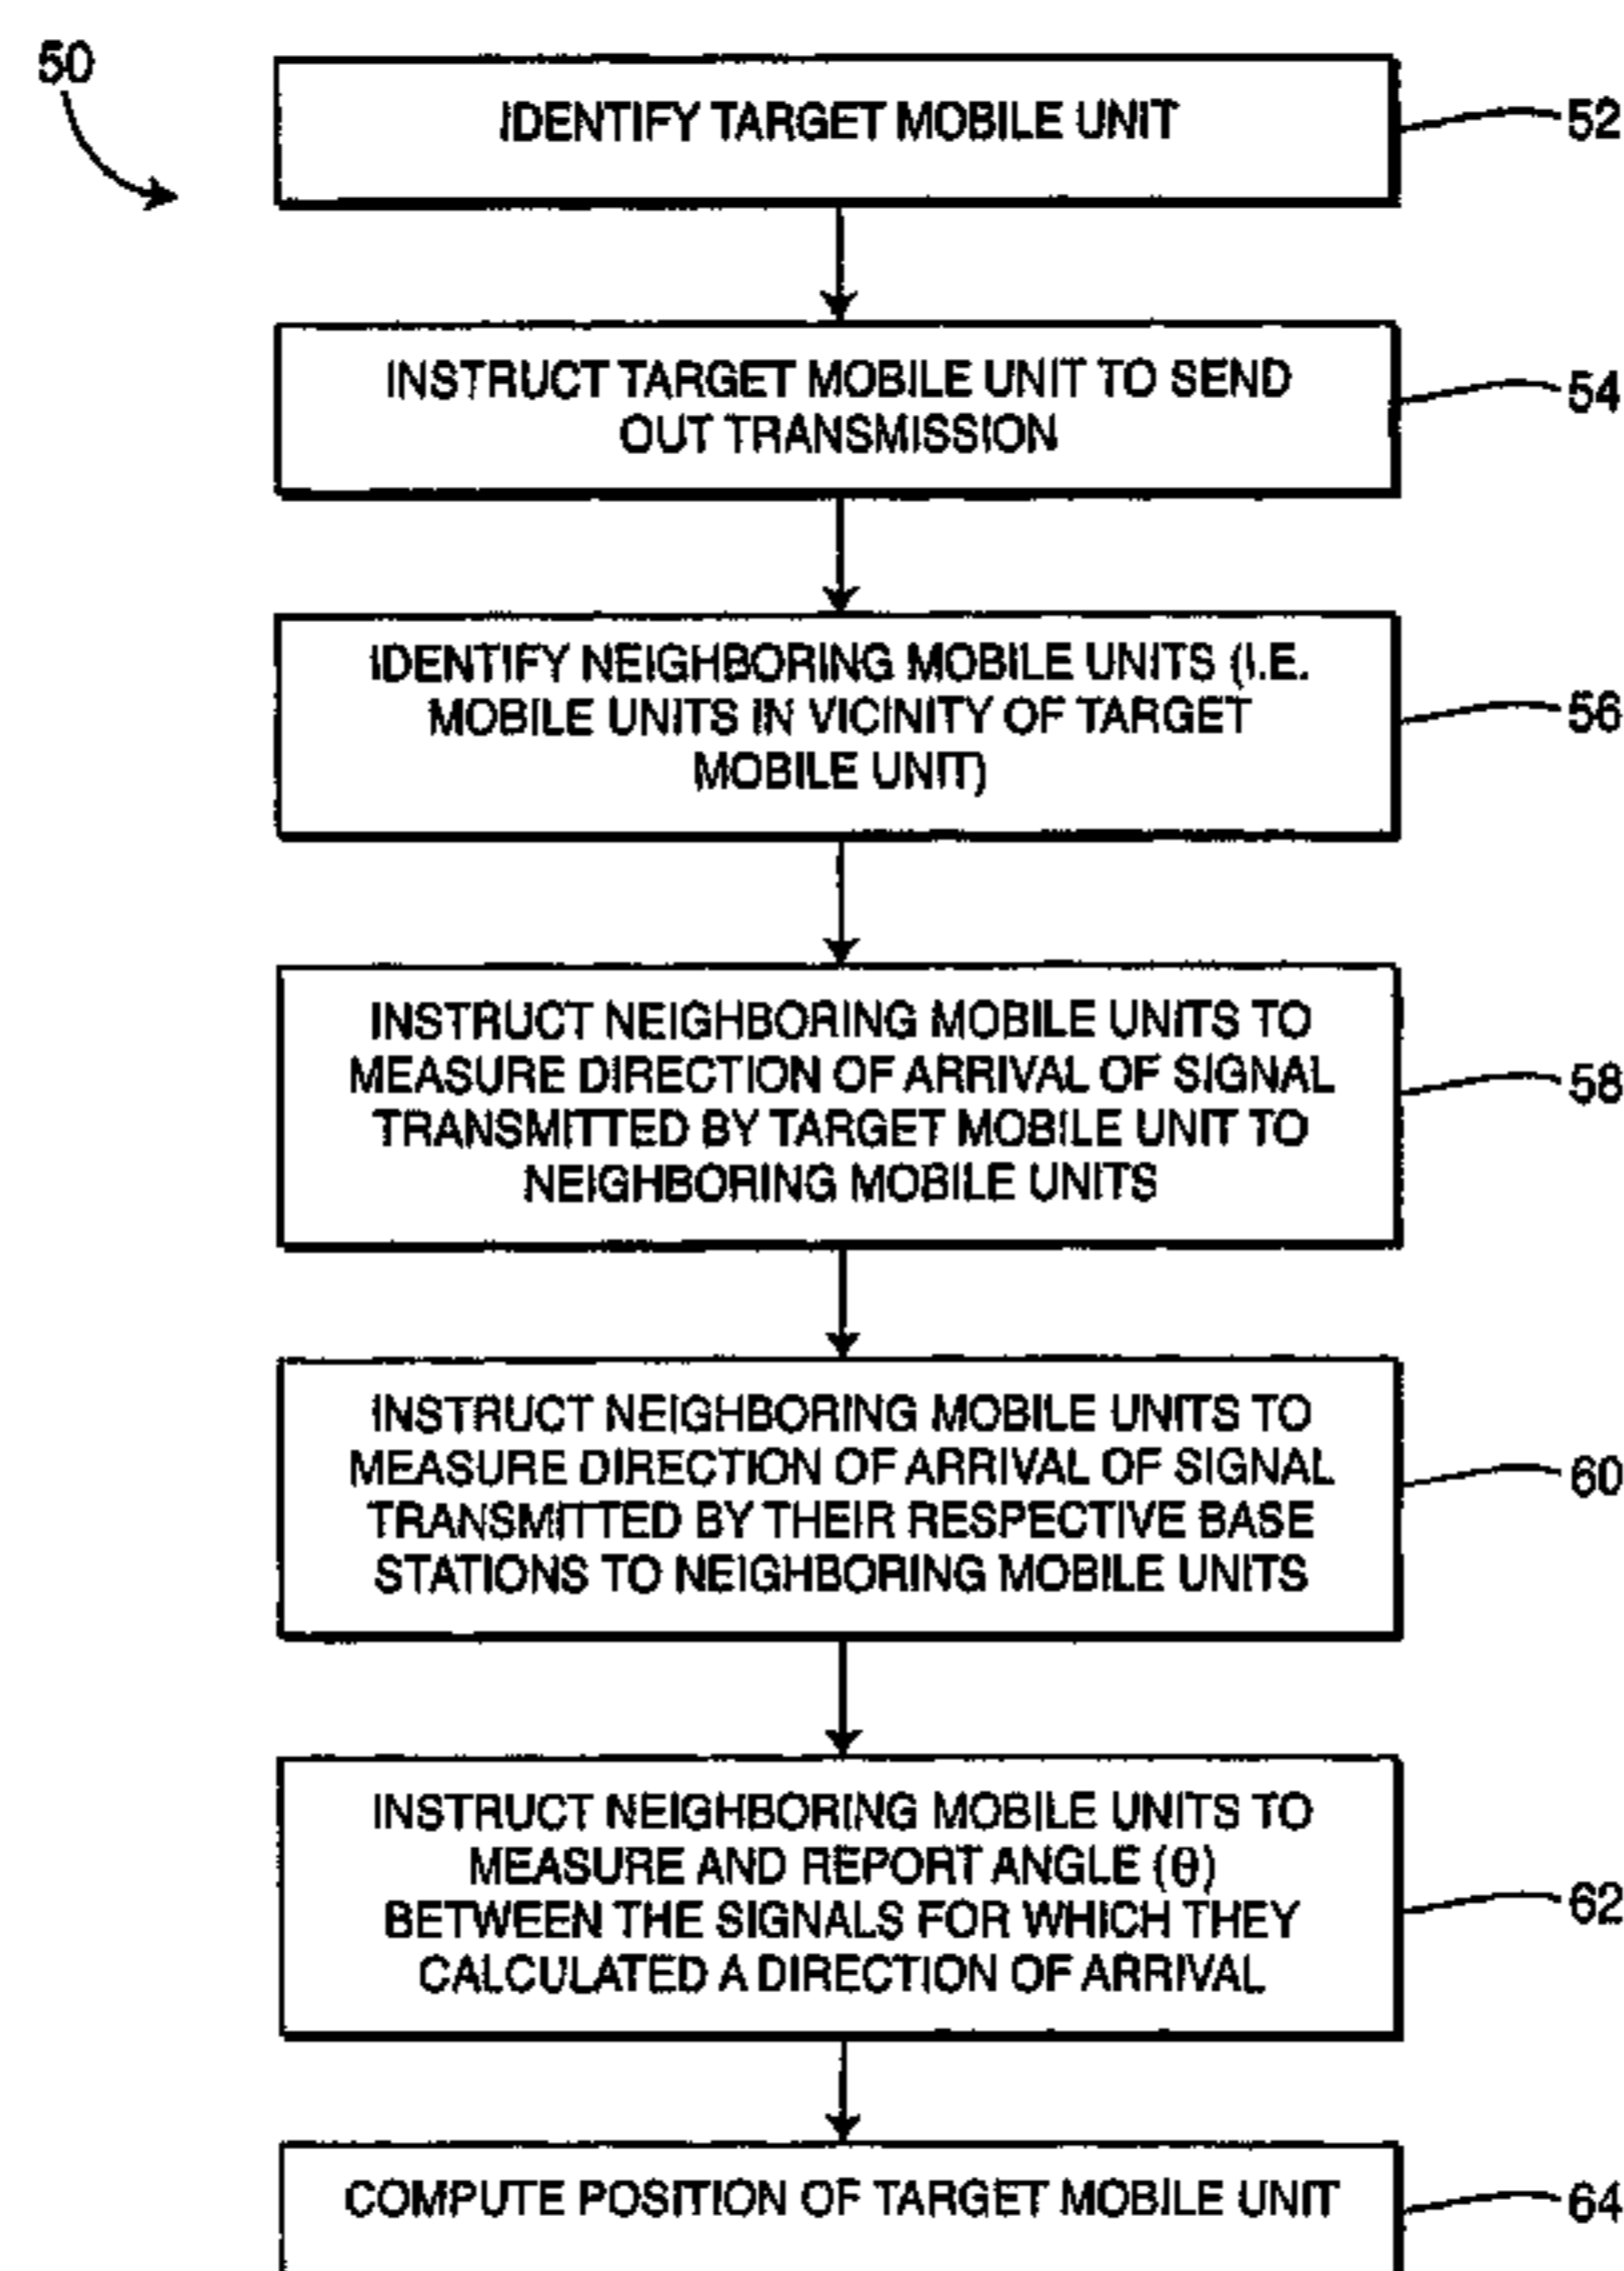 50
IDENTIFY TARGET MOBILE UNIT
52
INSTRUCT TARGET MOBILE UNIT TO SEND
OUT TRANSMISSION
54
IDENTIFY NEIGHBORING MOBILE UNITS (I.E.
MOBILE UNITS IN VICINITY OF TARGET
MOBILE UNIT)
56
INSTRUCT NEIGHBORING MOBILE UNITS TO
MEASURE DIRECTION OF ARRIVAL OF SIGNAL
TRANSMITTED BY TARGET MOBILE UNIT TO
NEIGHBORING MOBILE UNITS
58
INSTRUCT NEIGHBORING MOBILE UNITS TO
MEASURE DIRECTION OF ARRIVAL OF SIGNAL
TRANSMITTED BY THEIR RESPECTIVE BASE
STATIONS TO NEIGHBORING MOBILE UNITS
60
INSTRUCT NEIGHBORING MOBILE UNITS TO
MEASURE AND REPORT ANGLE (θ)
BETWEEN THE SIGNALS FOR WHICH THEY
CALCULATED A DIRECTION OF ARRIVAL
62
COMPUTE POSITION OF TARGET MOBILE UNIT
64